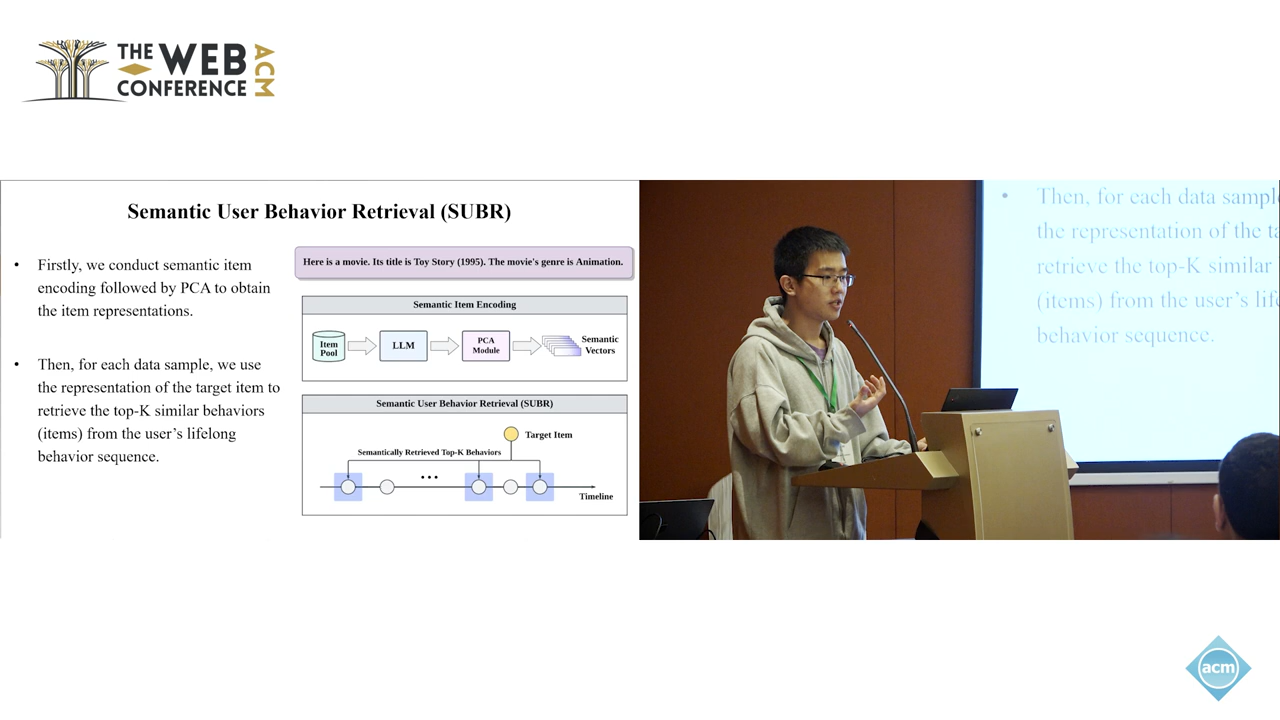 THE WEB
CONFERENCE
ACM
Semantic User Behavior Retrieval (SUBR)
• Firstly, we conduct semantic item
encoding followed by PCA to obtain
the item representations.
• Then, for each data sample, we use
the representation of the target item to
retrieve the top-K similar behaviors
(items) from the user's lifelong
behavior sequence.
Here is a movie. Its title is Toy Story (1995). The movie's genre is Animation.
Semantic Item Encoding
Item
Pool
LLM
PCA
Module
Semantic
Vectors
Semantic User Behavior Retrieval (SUBR)
Target Item
Semantically Retrieved Top-K Behaviors
...
Timeline
• Then, for each data sampl
the representation of the ta
retrieve the top-K similar
(items) from the user's life
behavior sequence.
acm